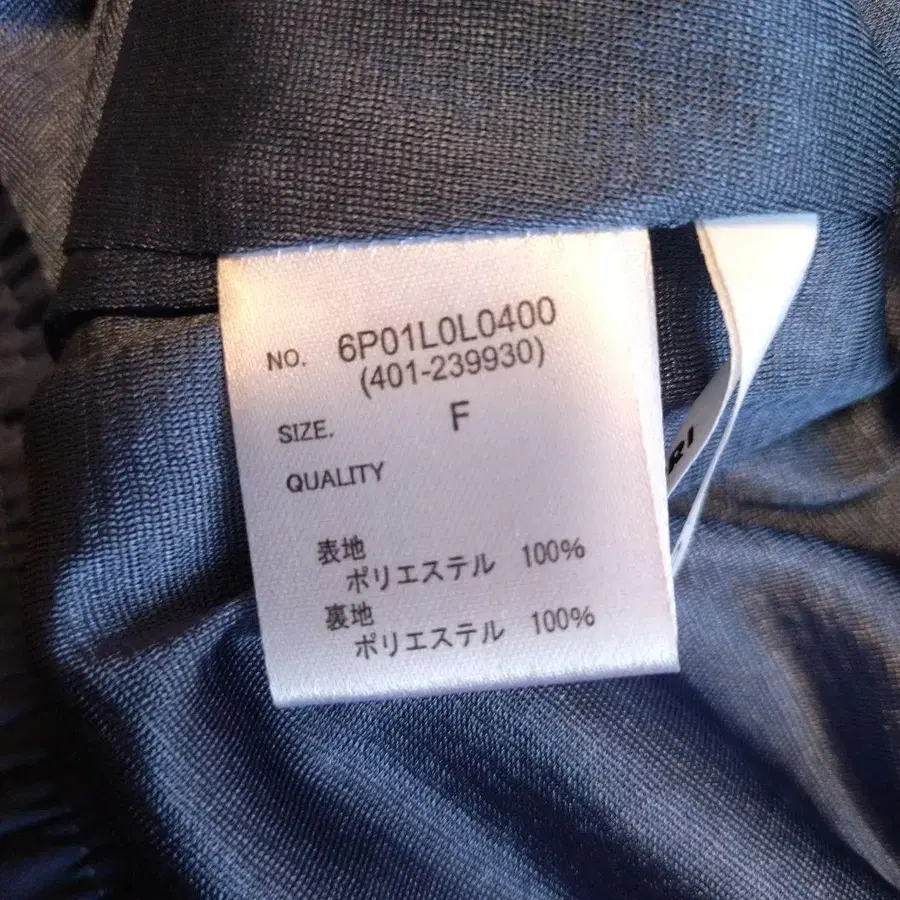 NO. 6P01L0L0400
(401-239930)
SIZE. F
QUALITY
表地
ポリエステル 100%
裏地
ポリエステル 100%
RI